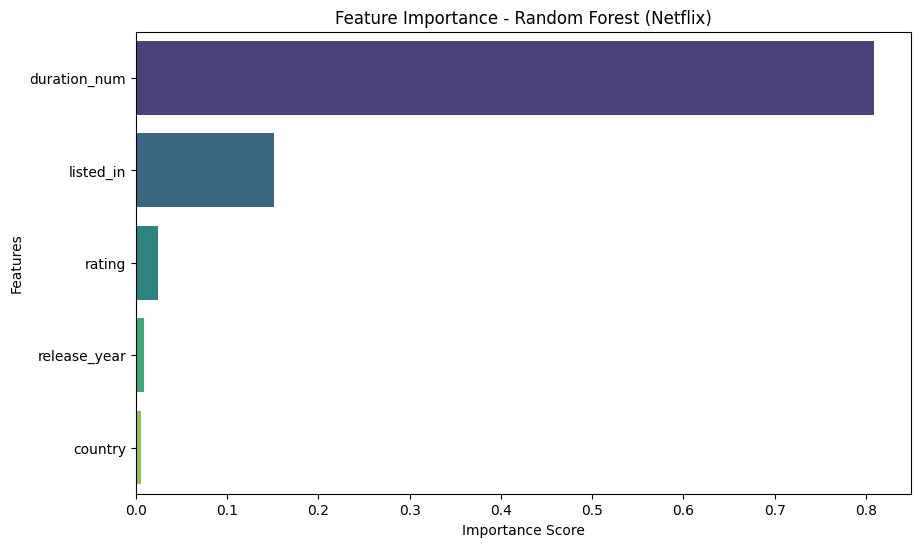 Feature Importance - Random Forest (Netflix)
duration_num
listed_in
rating
release_year
country
Features
0.0 0.1 0.2 0.3 0.4 0.5 0.6 0.7 0.8
Importance Score